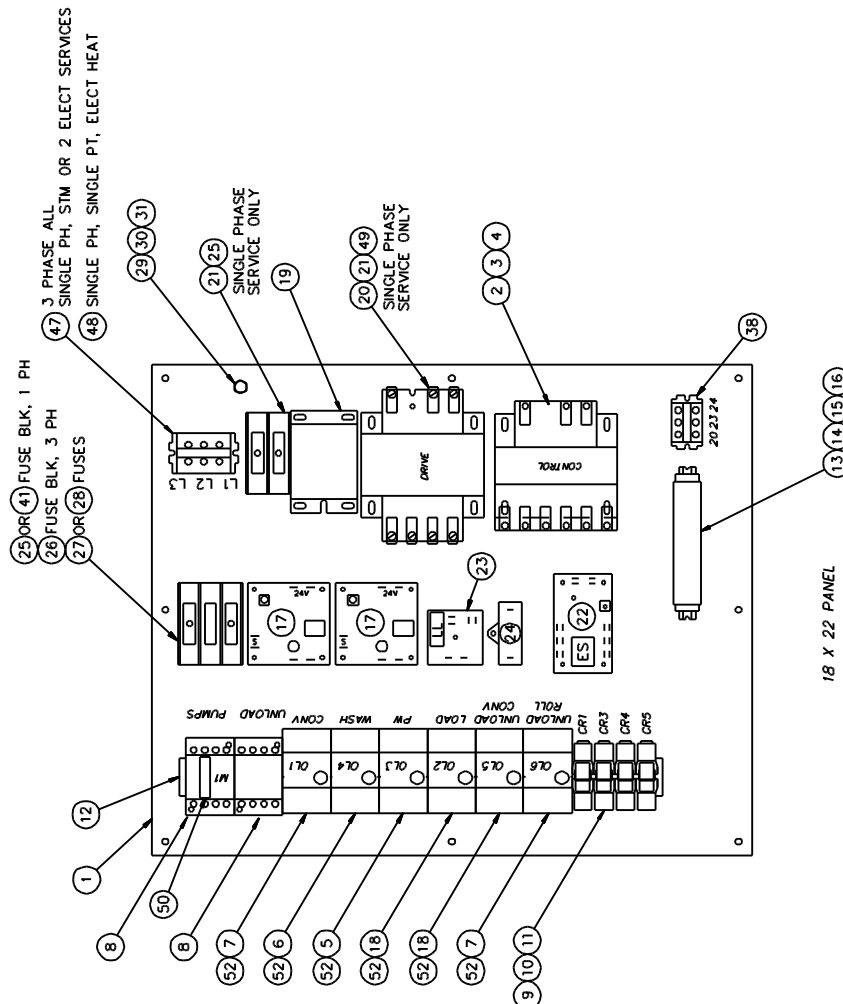 3 PHASE ALL
47 SINGLE PH, STM OR 2 ELECT SERVICES
48 SINGLE PH, SINGLE PT, ELECT HEAT
29 30 31
21 25
SINGLE PHASE
SERVICE ONLY
19
20 21 49
SINGLE PHASE
SERVICE ONLY
2 3 4
38
13 14 15 16
25 OR 41 FUSE BLK, 1 PH
26 FUSE BLK, 3 PH
27 OR 28 FUSES
L3 L2 L1
DRIVE
CONTROL
20 23 24
24V
17
S
24V
17
S
23
LL
24
22
ES
PUMPS
UNLOAD
CONV
WASH
PW
LOAD
UNLOAD
CONV
UNLOAD
ROLL
CR1
CR3
CR4
CR5
M1
OL1
OL4
OL3
OL2
OL5
OL6
12
1
8
50
8
52 7
52 6
52 5
52 18
52 18
52 7
9 10 11
18 X 22 PANEL